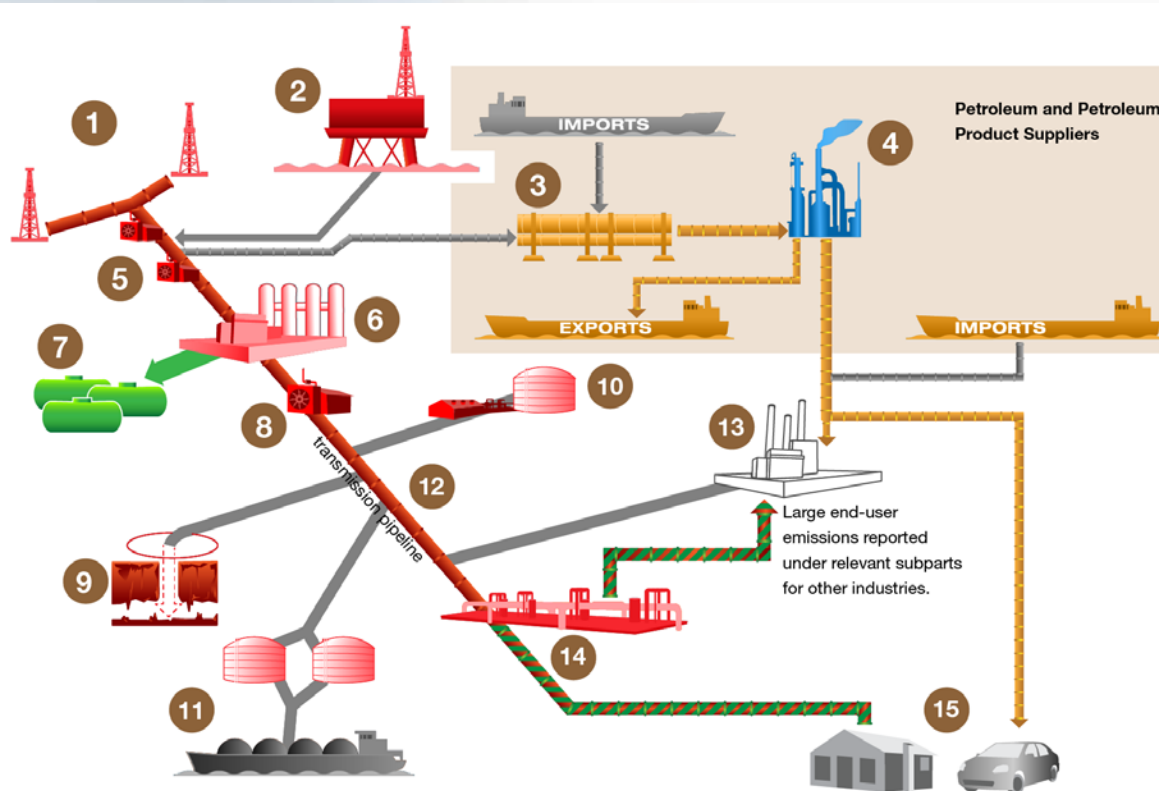 1
2
IMPORTS
Petroleum and Petroleum
Product Suppliers
4
3
5
6
EXPORTS
IMPORTS
7
10
8
13
transmission pipeline
12
Large end-user
emissions reported
under relevant subparts
for other industries.
9
14
11
15